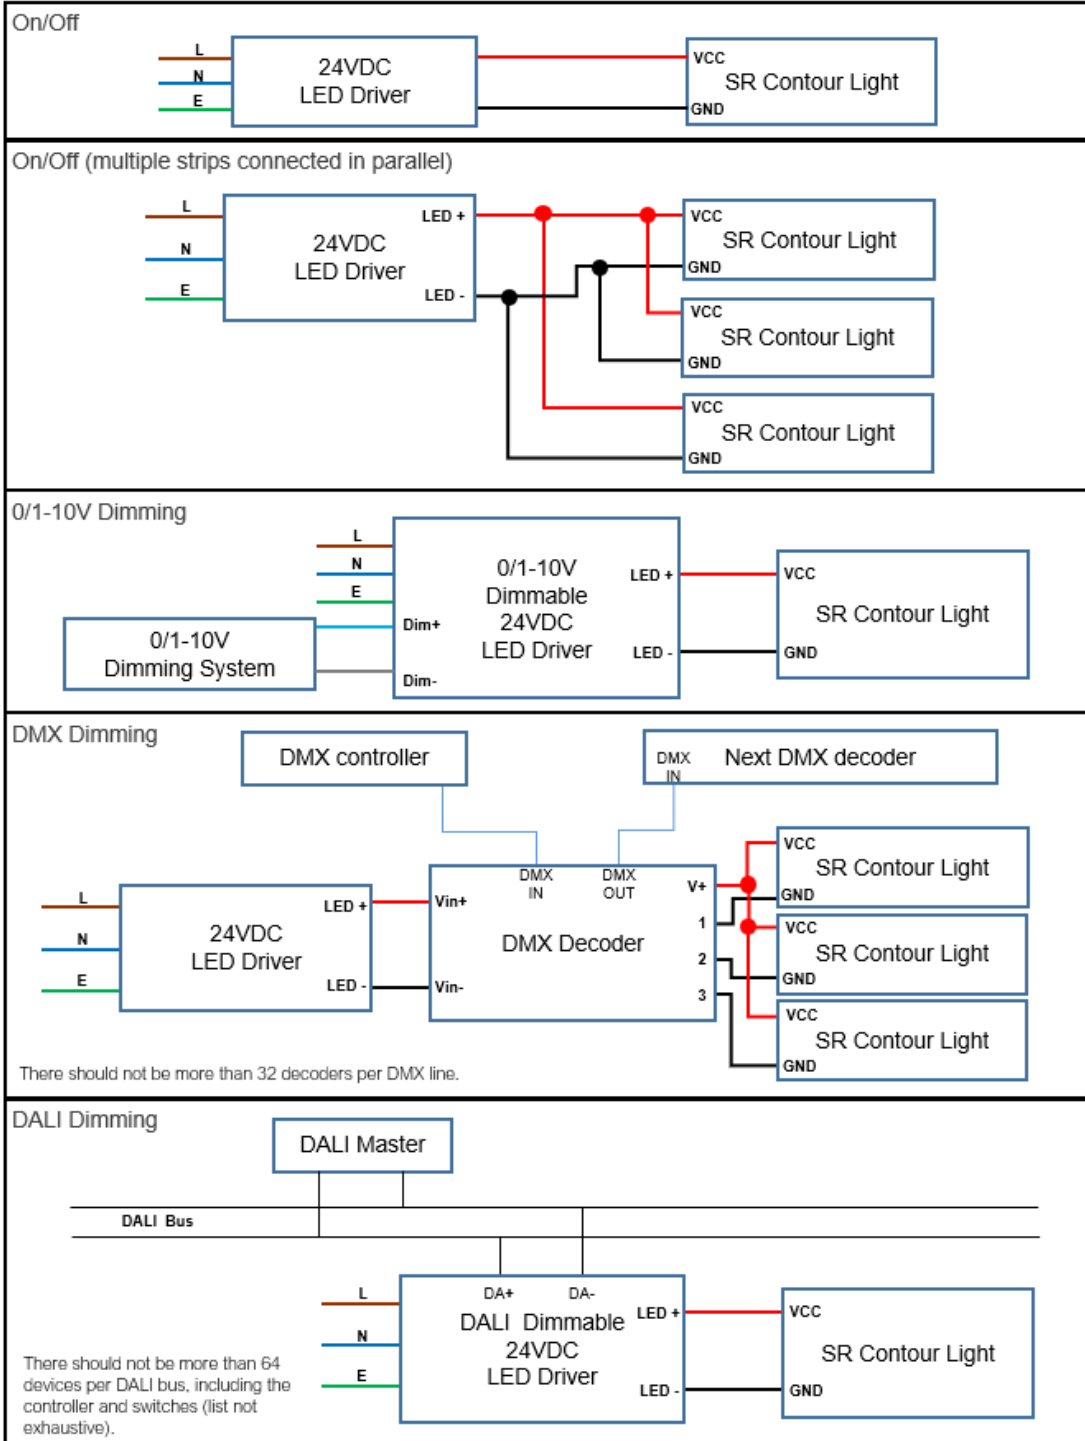 On/Off
L
N
E
24VDC
LED Driver
VCC
SR Contour Light
GND
On/Off (multiple strips connected in parallel)
L
N
E
24VDC
LED Driver
LED +
LED -
VCC
SR Contour Light
GND
VCC
SR Contour Light
GND
VCC
SR Contour Light
GND
0/1-10V Dimming
L
N
E
0/1-10V
Dimming System
Dim+
Dim-
0/1-10V
Dimmable
24VDC
LED Driver
LED +
LED -
VCC
SR Contour Light
GND
DMX Dimming
DMX controller
DMX
IN
Next DMX decoder
L
N
E
24VDC
LED Driver
LED +
LED -
Vin+
Vin-
DMX
IN
DMX
OUT
DMX Decoder
V+
1
2
3
VCC
SR Contour Light
GND
VCC
SR Contour Light
GND
VCC
SR Contour Light
GND
There should not be more than 32 decoders per DMX line.
DALI Dimming
DALI Master
DALI Bus
L
N
E
DA+
DA-
DALI Dimmable
24VDC
LED Driver
LED +
LED -
VCC
SR Contour Light
GND
There should not be more than 64
devices per DALI bus, including the
controller and switches (list not
exhaustive).